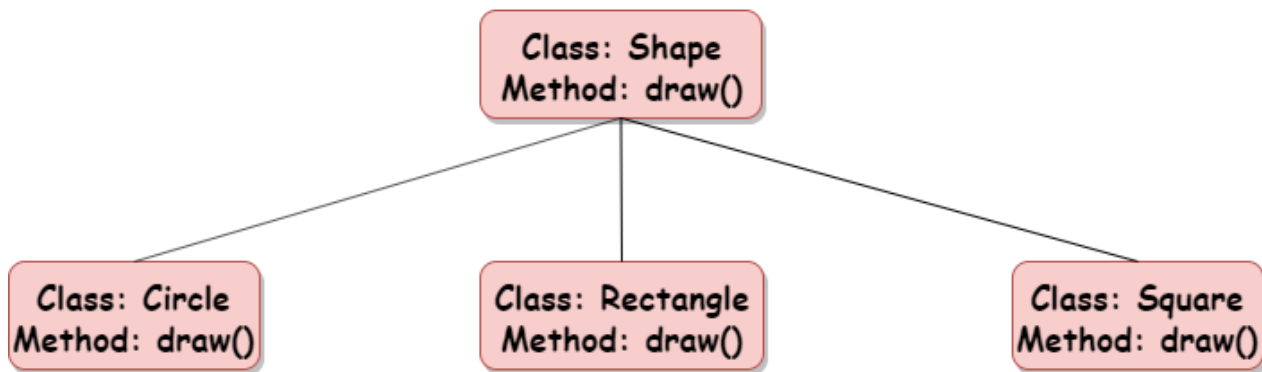 Class: Shape
Method: draw()
Class: Circle
Method: draw()
Class: Rectangle
Method: draw()
Class: Square
Method: draw()